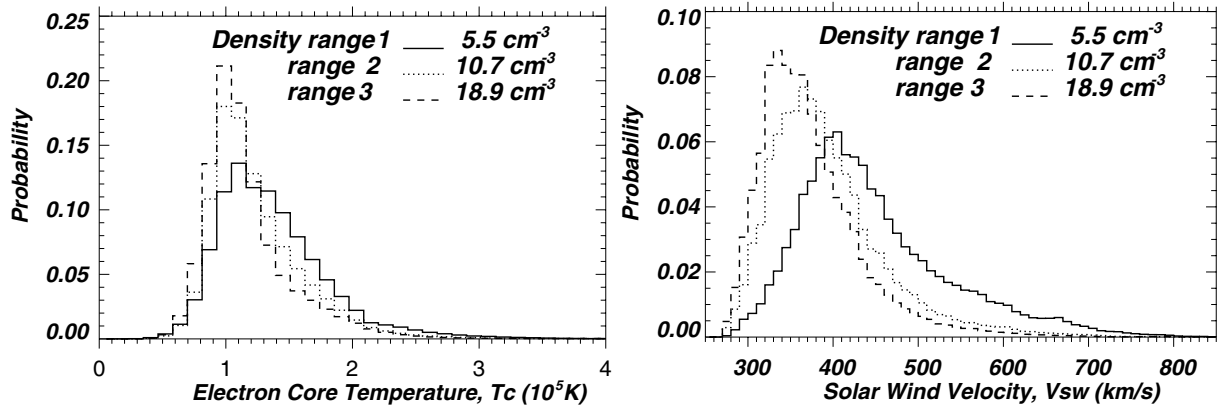 Density range 1 5.5 cm⁻³
range 2 10.7 cm⁻³
range 3 18.9 cm⁻³
0.25
0.20
0.15
0.10
0.05
0.00
Probability
0 1 2 3 4
Electron Core Temperature, Tc (10⁵K)
Density range 1 5.5 cm⁻³
range 2 10.7 cm⁻³
range 3 18.9 cm⁻³
0.10
0.08
0.06
0.04
0.02
0.00
Probability
300 400 500 600 700 800
Solar Wind Velocity, Vsw (km/s)